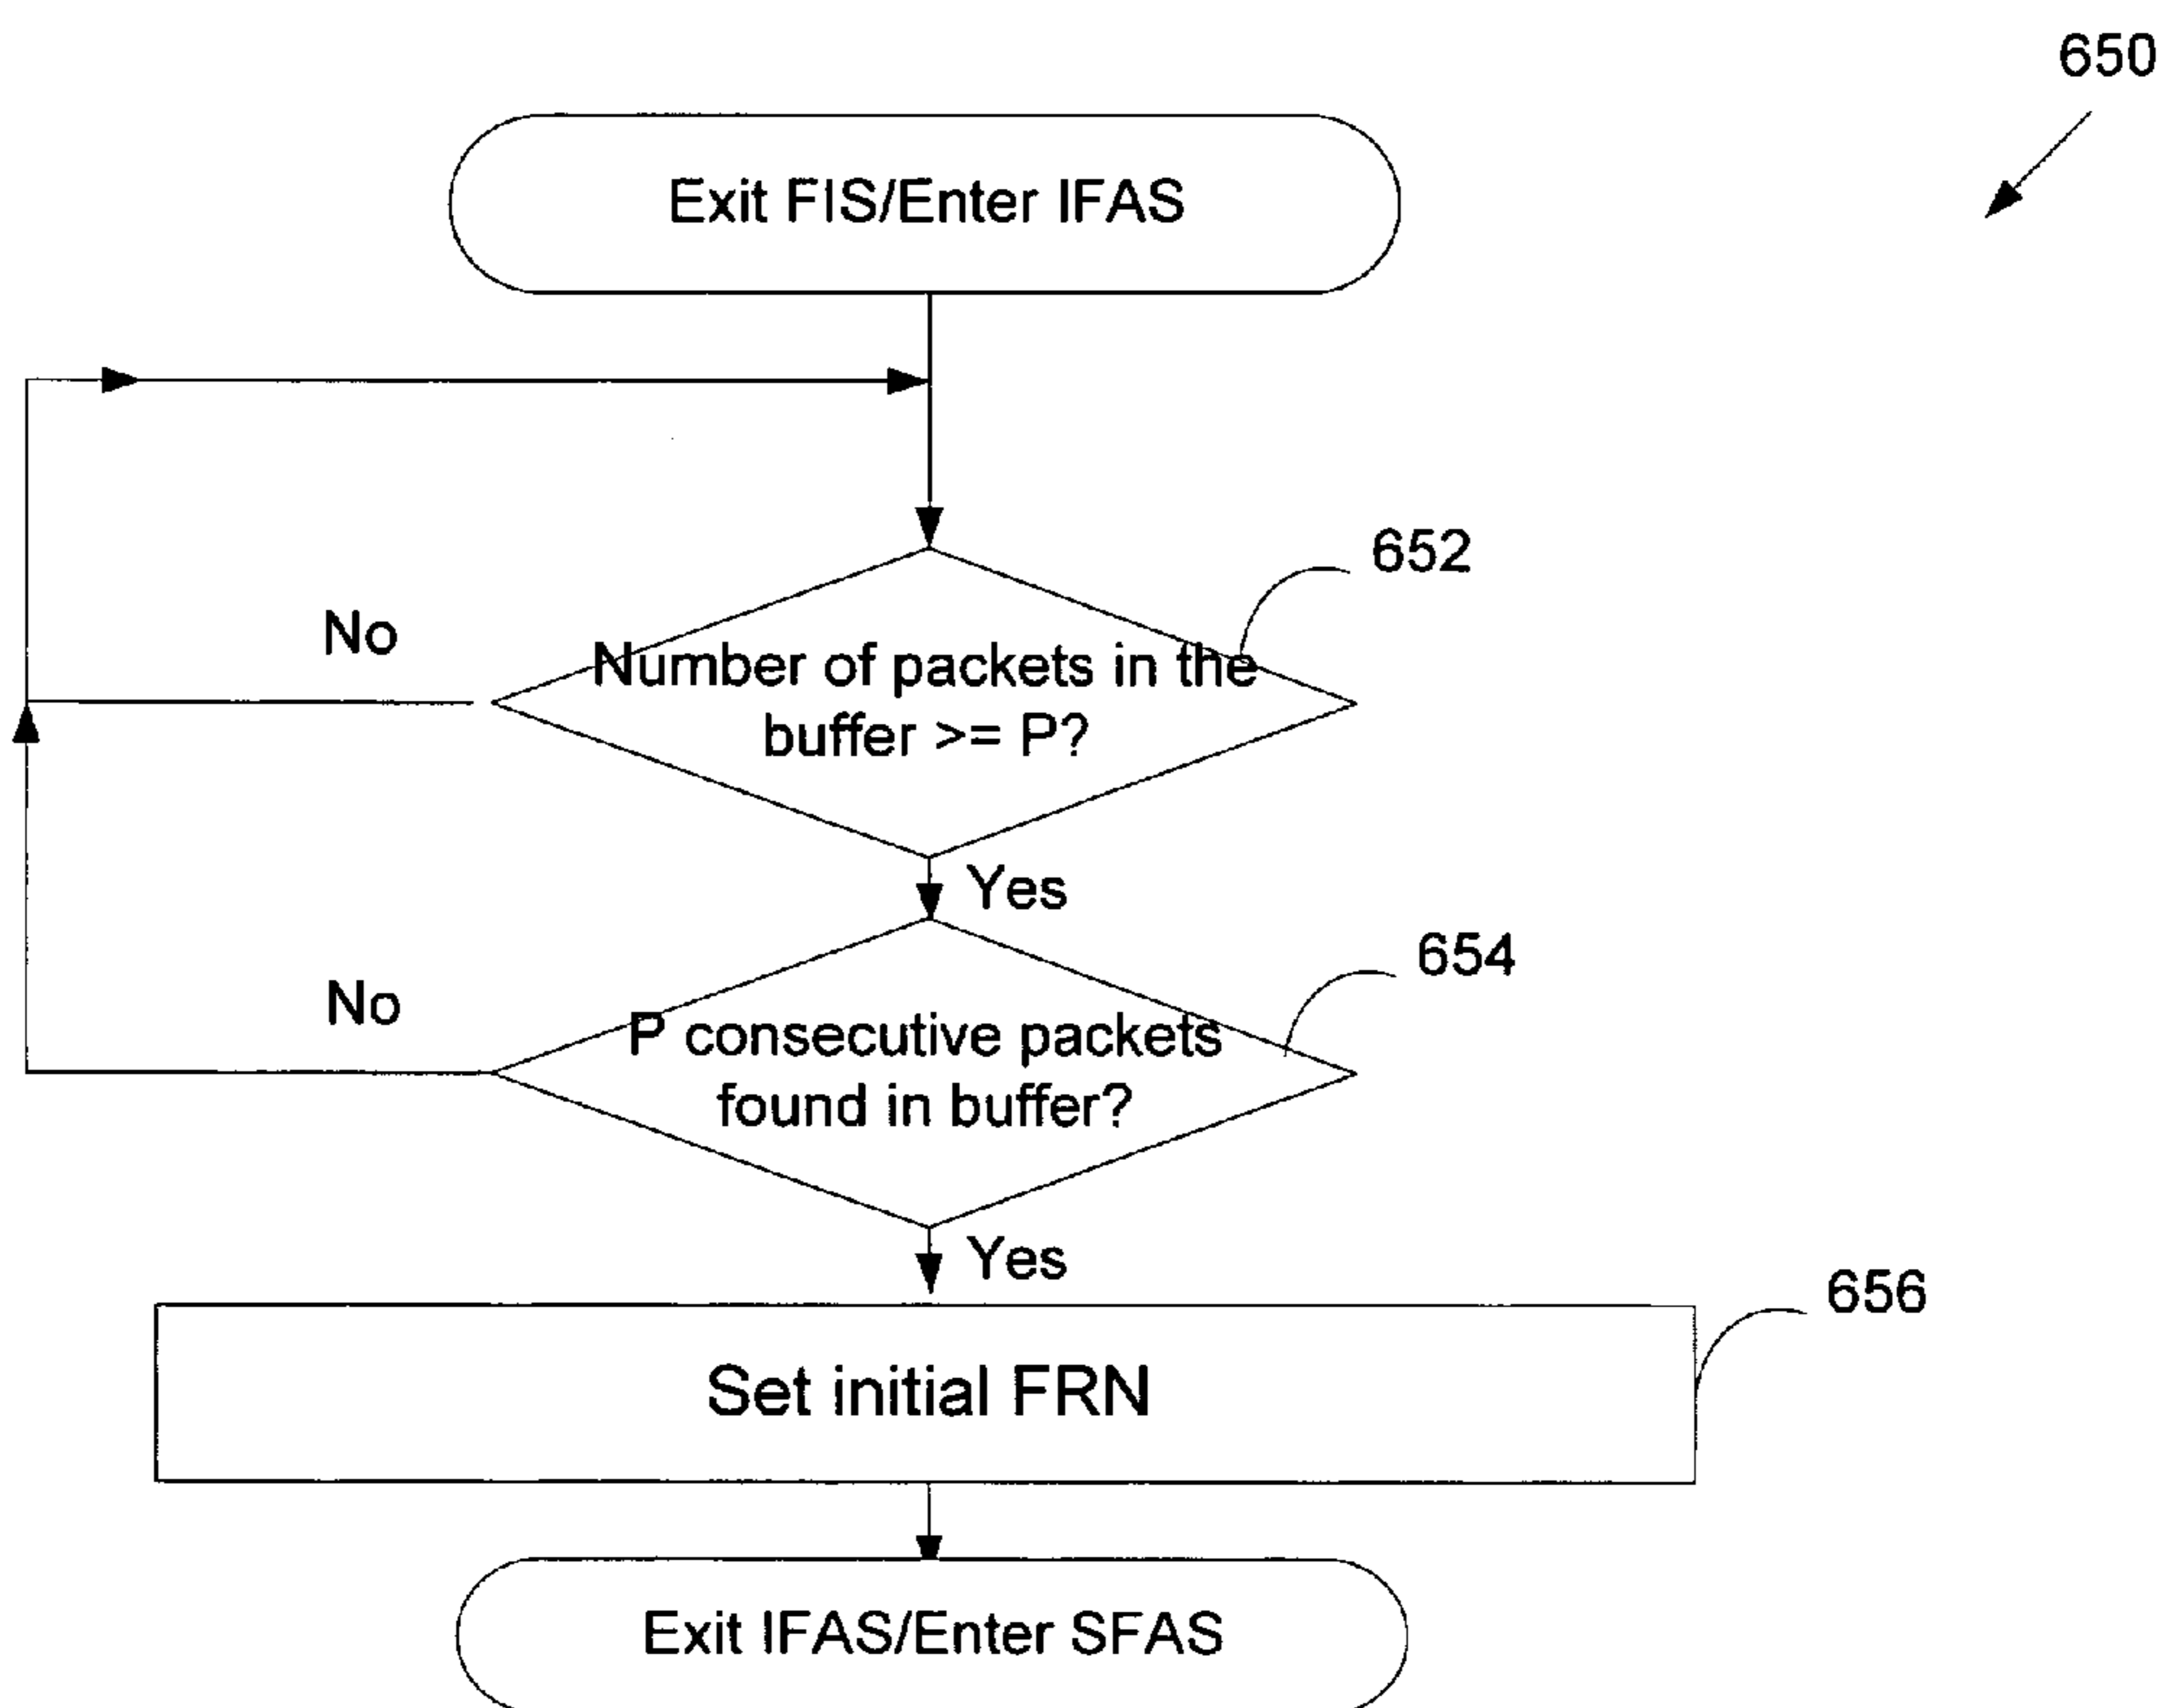 650
Exit FIS/Enter IFAS
652
No
Number of packets in the
buffer >= P?
Yes
654
No
P consecutive packets
found in buffer?
Yes
656
Set initial FRN
Exit IFAS/Enter SFAS